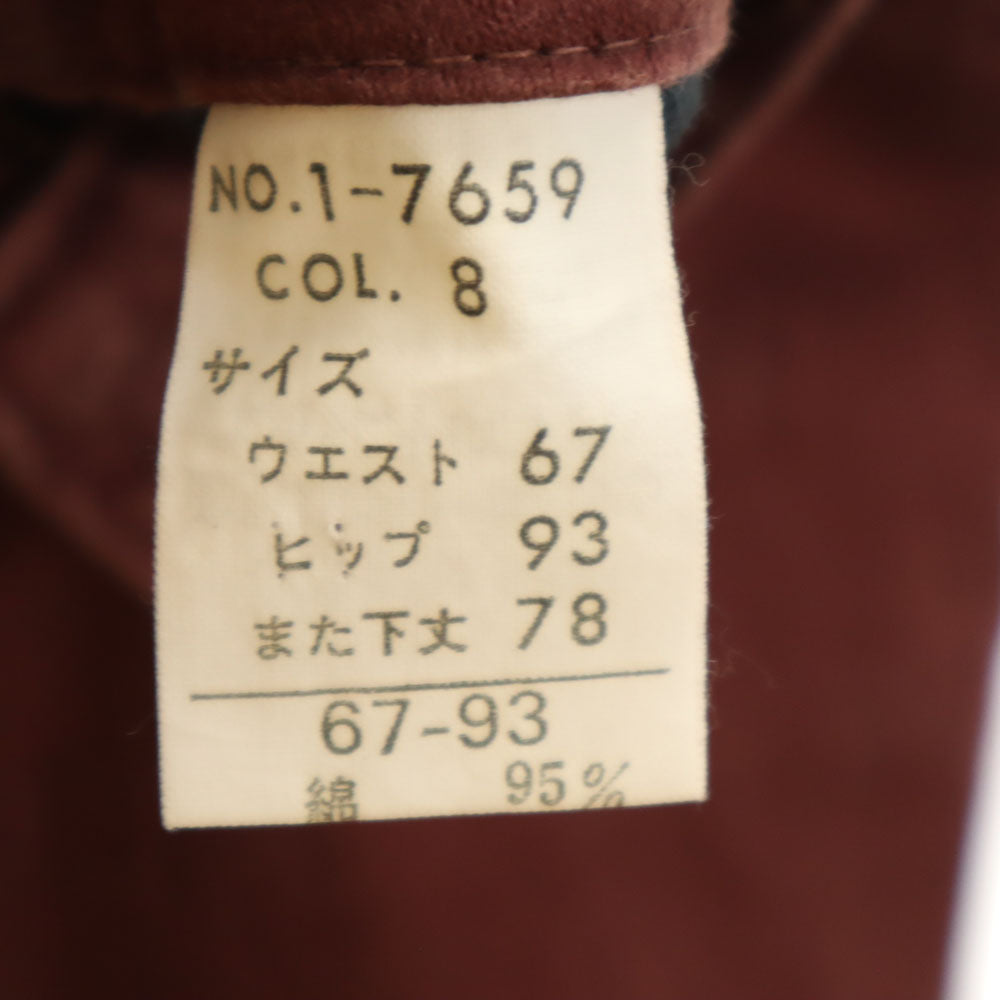 NO.1-7659
COL. 8
サイズ
ウエスト 67
ヒップ 93
また下丈 78
67-93
綿 95%